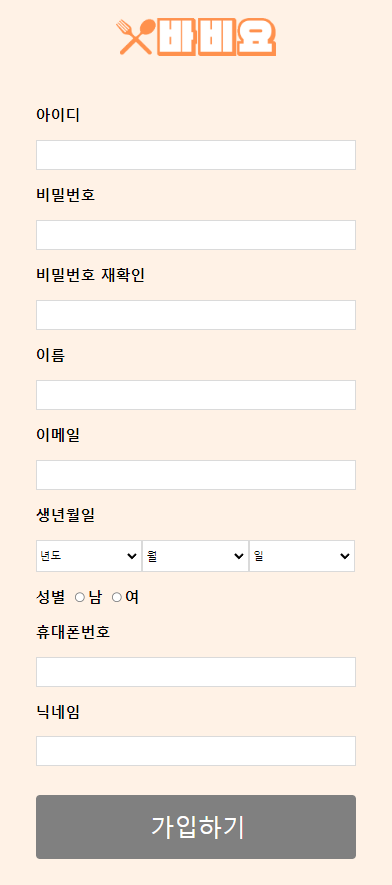 바비요
아이디
비밀번호
비밀번호 재확인
이름
이메일
생년월일
년도 월 일
성별 남 여
휴대폰번호
닉네임
가입하기